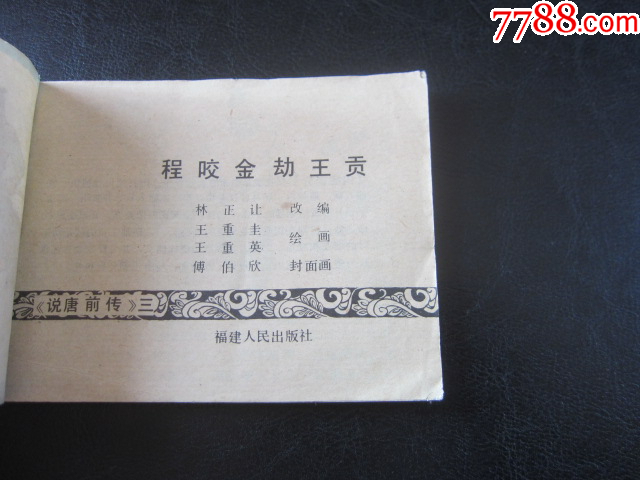 7788.com
程咬金劫王贡
林正让 改编
王重圭
王重英 绘画
傅伯欣 封面画
《说唐前传》三
福建人民出版社